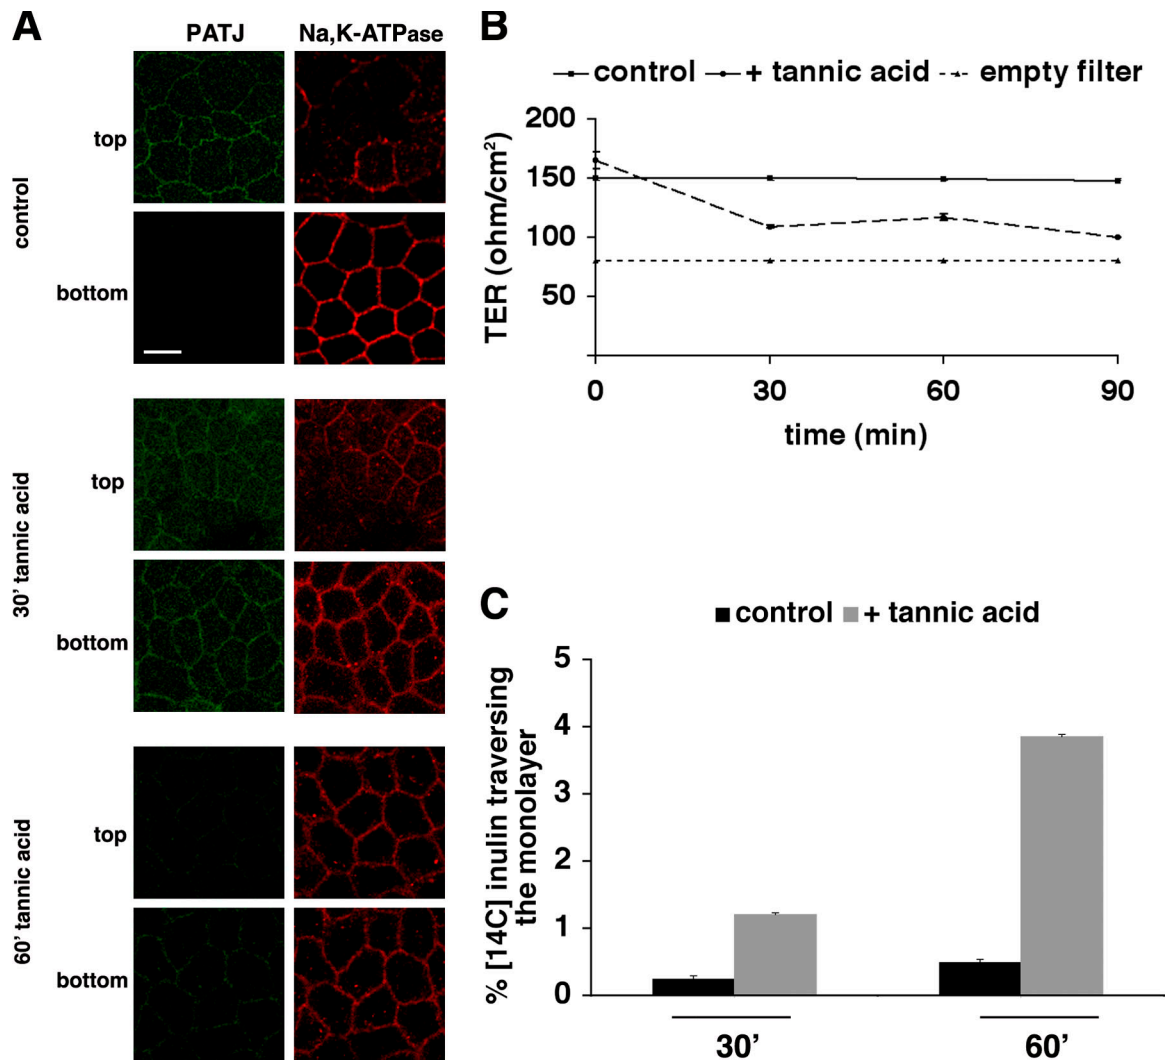 A
PATJ Na,K-ATPase
control
top
bottom
30’ tannic acid
top
bottom
60’ tannic acid
top
bottom
B
control + tannic acid empty filter
TER (ohm/cm²)
200
150
100
50
0 30 60 90
time (min)
C
control + tannic acid
% [14C] inulin traversing
the monolayer
5
4
3
2
1
0
30’ 60’